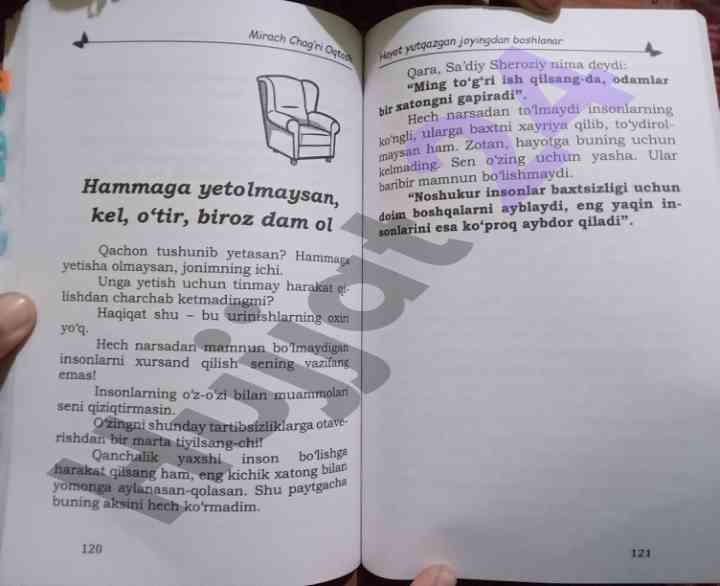 Mirach Chag'ri Oqtosh
Hammaga yetolmaysan,
kel, o'tir, biroz dam ol
Qachon tushunib yetasan? Hammaga
yetisha olmaysan, jonimning ichi.
Unga yetish uchun tinmay harakat qi-
lishdan charchab ketmadingmi?
Haqiqat shu – bu urinishlarning oxiri
yo'q.
Hech narsadan mamnun bo'lmaydigan
insonlarni xursand qilish sening vazifang
emas!
Insonlarning o'z-o'zi bilan muammolari
seni qiziqtirmasin.
O'zingni shunday tartibsizliklarga otave-
rishdan bir marta tiyilsang-chi!
Qanchalik yaxshi inson bo'lishga
harakat qilsang ham, eng kichik xatong bilan
yomonga aylanasan-qolasan. Shu paytgacha
buning aksini hech ko'rmadim.
120
Hayot yutqazgan joyingdan boshlanar
Qara, Sa'diy Sheroziy nima deydi:
"Ming to'g'ri ish qilsang-da, odamlar
bir xatongni gapiradi".
Hech narsadan to'lmaydi insonlarning
ko'ngli, ularga baxtni xayriya qilib, to'ydirol-
maysan ham. Zotan, hayotga buning uchun
kelmading. Sen o'zing uchun yasha. Ular
baribir mamnun bo'lishmaydi.
"Noshukur insonlar baxtsizligi uchun
doim boshqalarni ayblaydi, eng yaqin in-
sonlarini esa ko'proq aybdor qiladi".
121
Hujjat 24